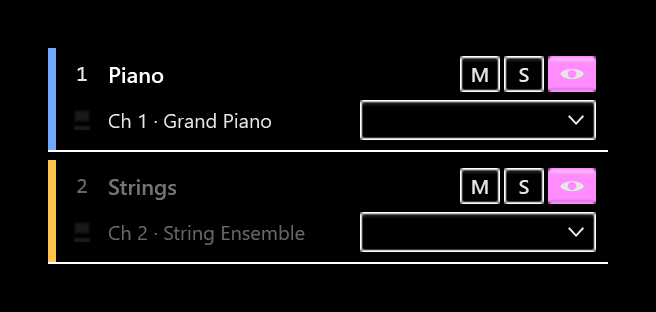 1 Piano M S
Ch 1 · Grand Piano
2 Strings M S
Ch 2 · String Ensemble